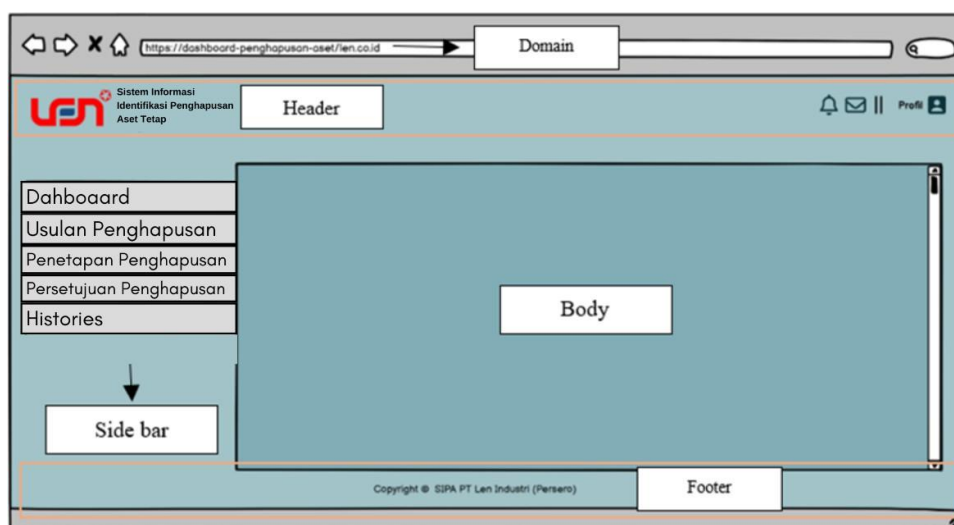 https://dashboard-penghapusan-aset/len.co.id
Domain
Len
Sistem Informasi
Identifikasi Penghapusan
Aset Tetap
Header
Profil
Dahboaard
Usulan Penghapusan
Penetapan Penghapusan
Persetujuan Penghapusan
Histories
Body
Side bar
Copyright © SIPA PT Len Industri (Persero)
Footer